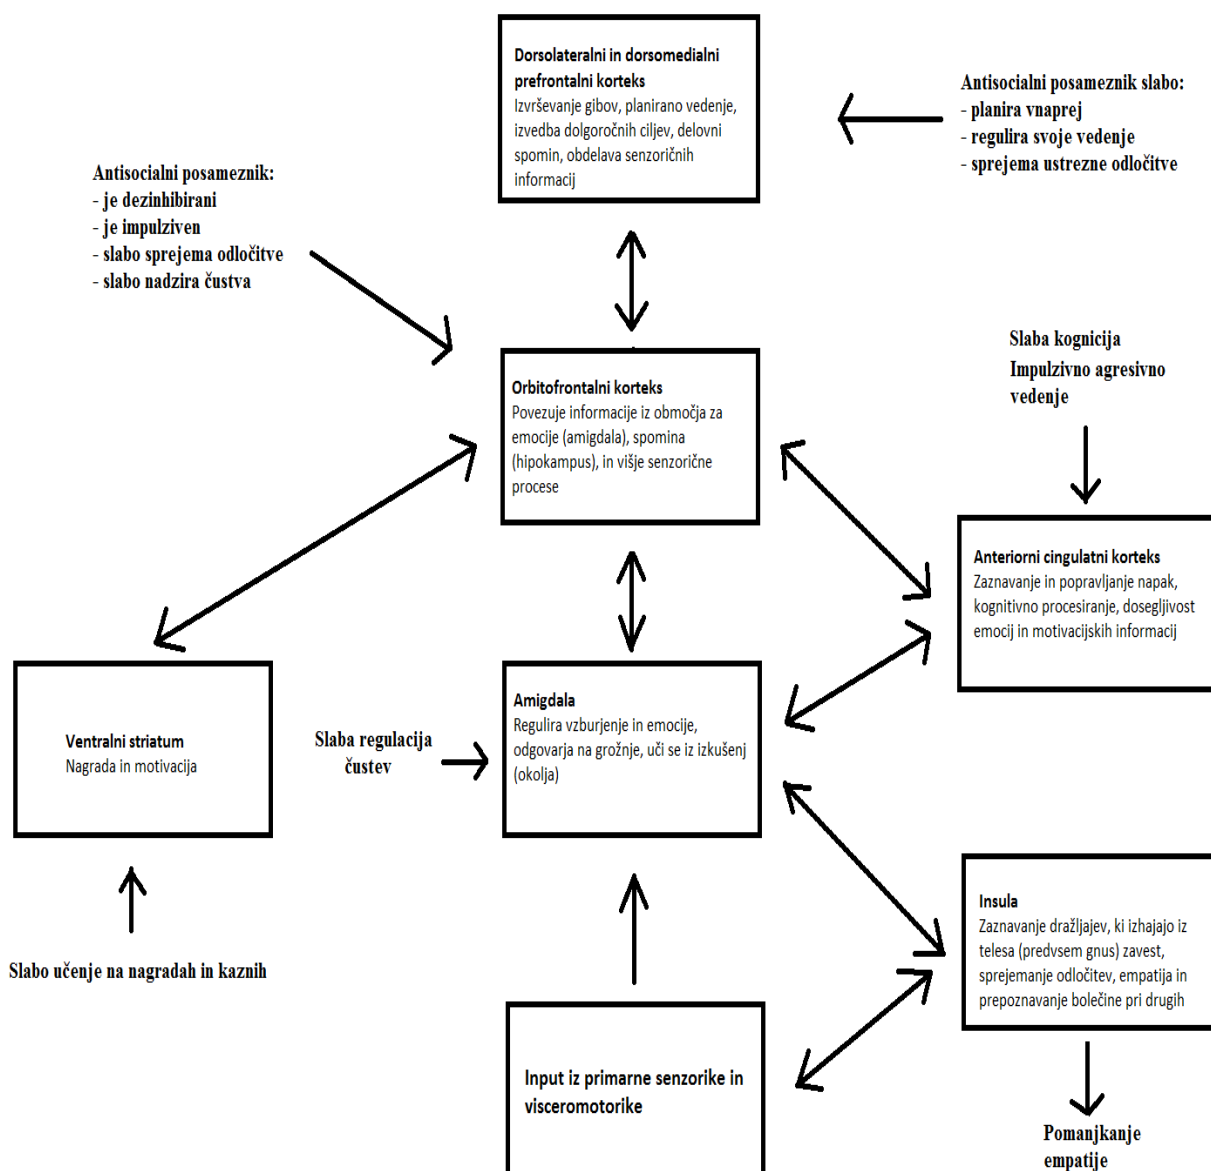 Dorsolateralni in dorsomedialni
prefrontalni korteks
Izvrševanje gibov, planirano vedenje,
izvedba dolgoročnih ciljev, delovni
spomin, obdelava senzoričnih
informacij
Antisocialni posameznik slabo:
- planira vnaprej
- regulira svoje vedenje
- sprejema ustrezne odločitve
Antisocialni posameznik:
- je dezinhibirani
- je impulziven
- slabo sprejema odločitve
- slabo nadzira čustva
Slaba kognicija
Impulzivno agresivno
vedenje
Orbitofrontalni korteks
Povezuje informacije iz območja za
emocije (amigdala), spomina
(hipokampus), in višje senzorične
procese
Anteriorni cingulatni korteks
Zaznavanje in popravljanje napak,
kognitivno procesiranje, dosegljivost
emocij in motivacijskih informacij
Ventralni striatum
Nagrada in motivacija
Slaba regulacija
čustev
Amigdala
Regulira vzburjenje in emocije,
odgovarja na grožnje, uči se iz izkušenj
(okolja)
Slabo učenje na nagradah in kaznih
Insula
Zaznavanje dražljajev, ki izhajajo iz
telesa (predvsem gnus) zavest,
sprejemanje odločitev, empatija in
prepoznavanje bolečine pri drugih
Input iz primarne senzorike in
visceromotorike
Pomanjkanje
empatije